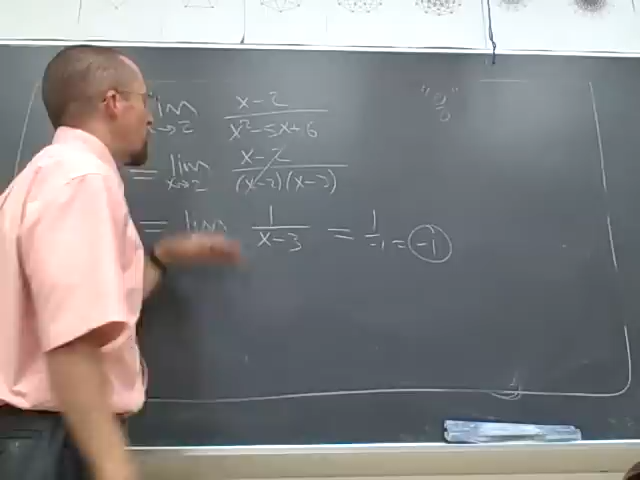 lim x→2 (x-2)/(x²-5x+6) "0/0"
= lim x→2 (x-2)/((x-2)(x-3))
= lim 1/(x-3) = 1/-1 = -1